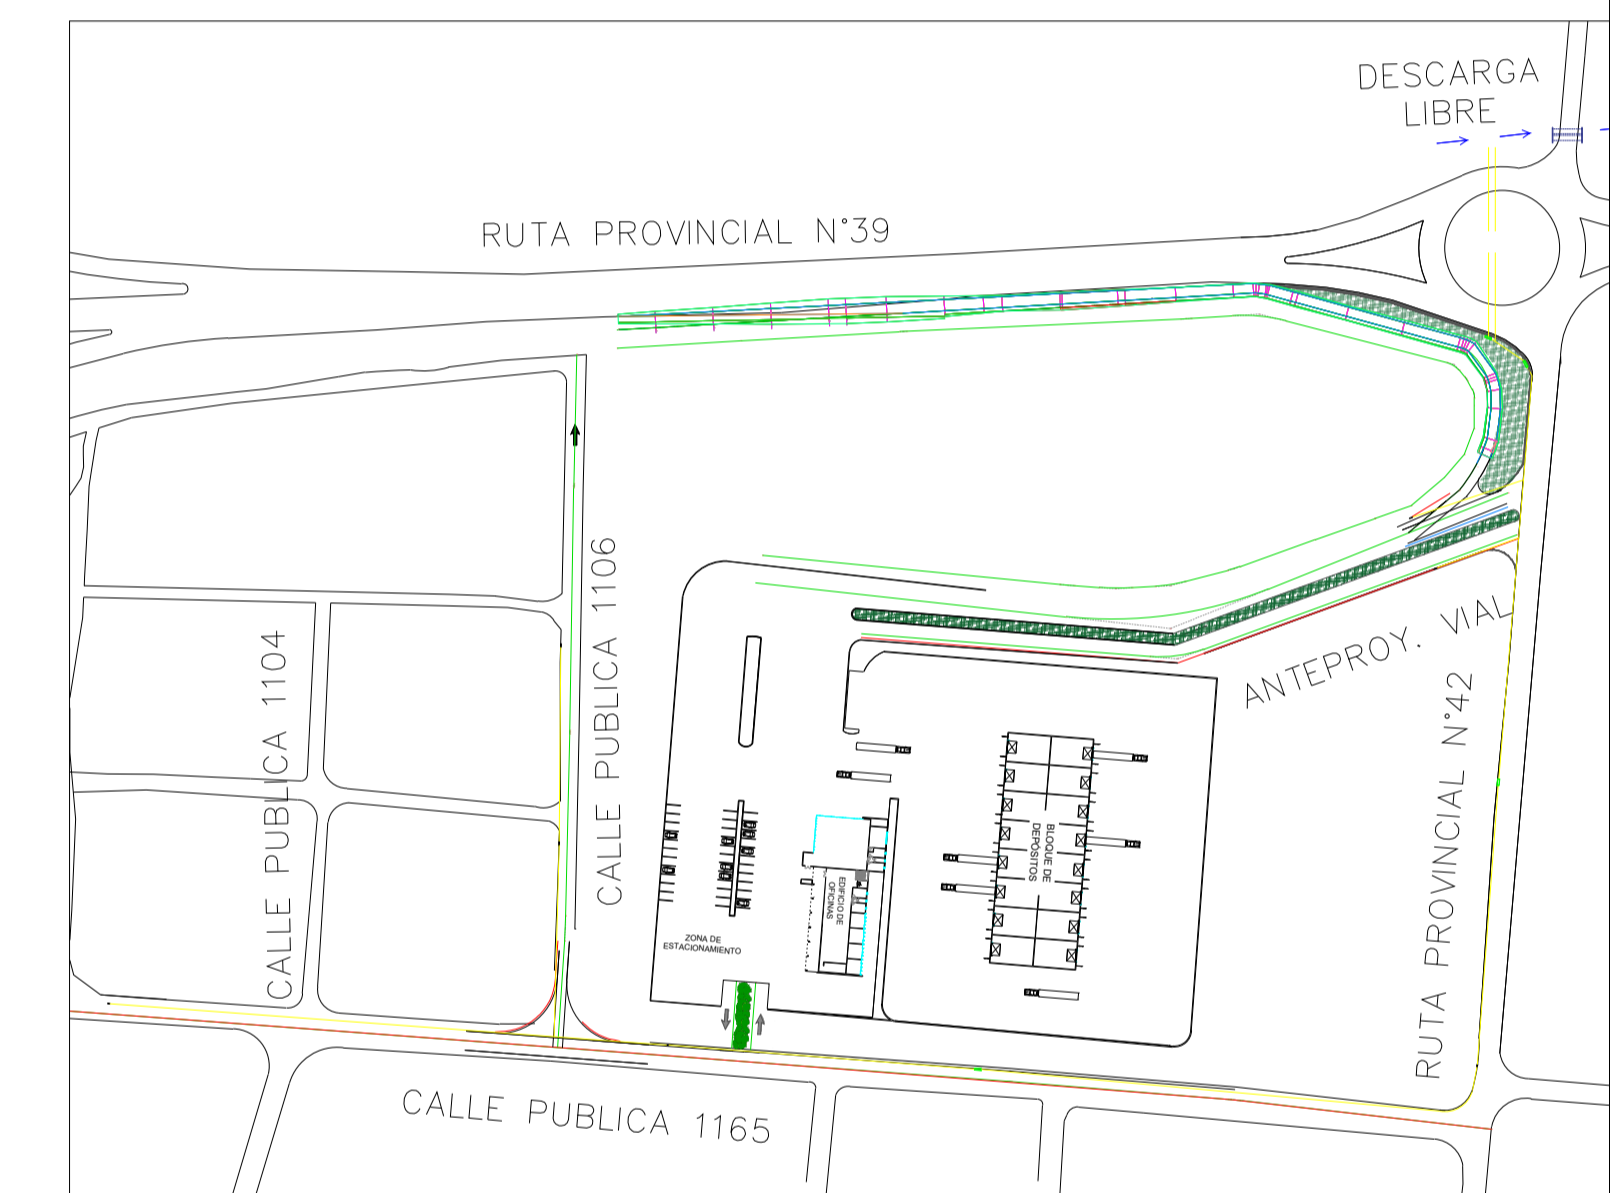 DESCARGA
LIBRE
RUTA PROVINCIAL N°39
CALLE PUBLICA 1106
CALLE PUBLICA 1104
ANTEPROY. VIAL
RUTA PROVINCIAL N°42
BLOQUE DE
DEPÓSITOS
EDIFICIO DE
OFICINAS
ZONA DE
ESTACIONAMIENTO
CALLE PUBLICA 1165